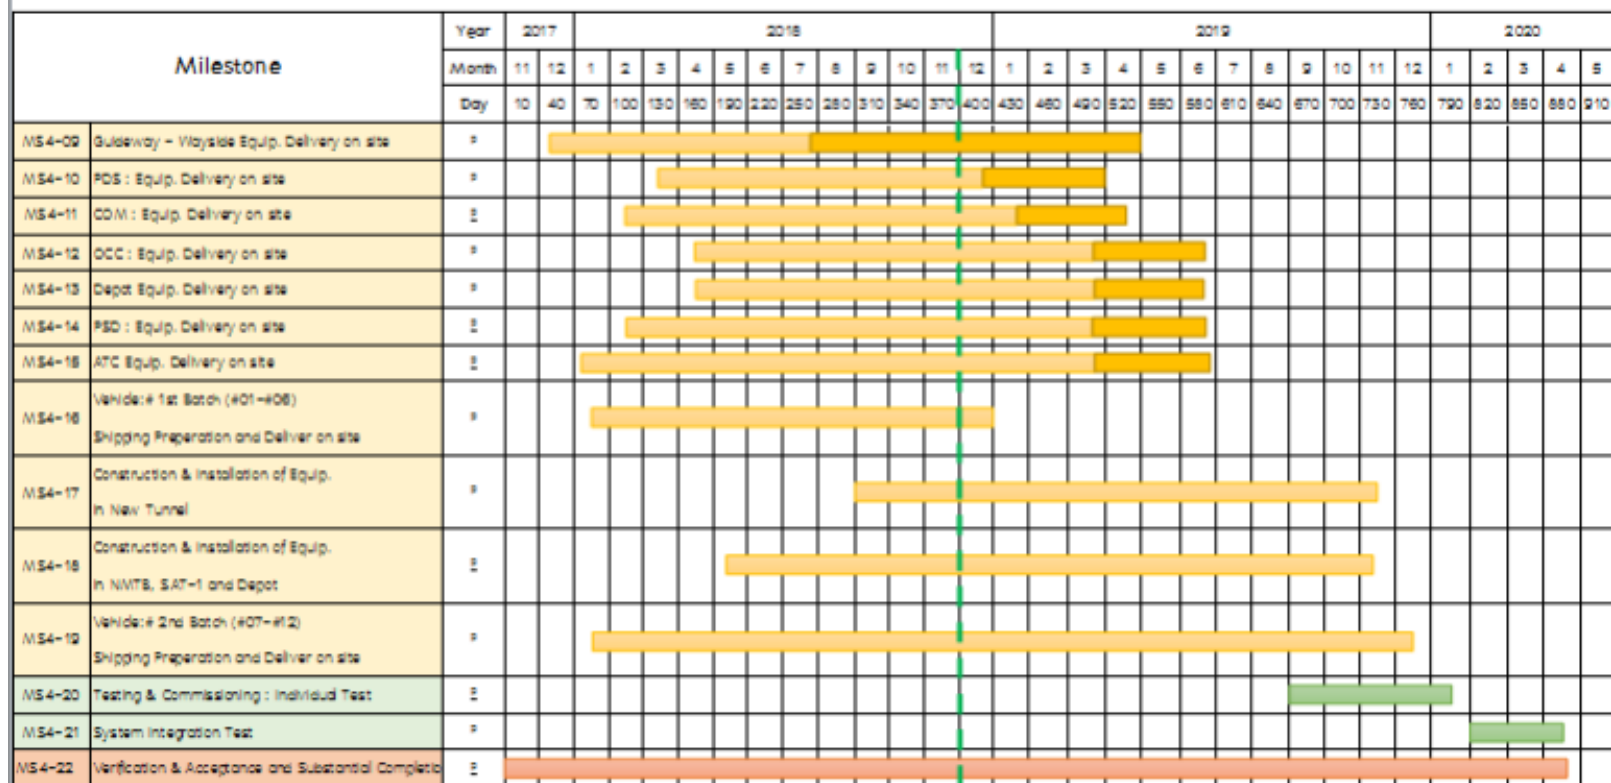 Milestone
Year 2017 2018 2019 2020
Month 11 12 1 2 3 4 5 6 7 8 9 10 11 12 1 2 3 4 5 6 7 8 9 10 11 12 1 2 3 4 5
Day 10 40 70 100 130 160 190 220 250 280 310 340 370 400 430 460 490 520 550 580 610 640 670 700 730 760 790 820 850 880 910
MS4-09 Guideway - Wayside Equip. Delivery on site
MS4-10 PDS : Equip. Delivery on site
MS4-11 COM : Equip. Delivery on site
MS4-12 OCC : Equip. Delivery on site
MS4-13 Depot Equip. Delivery on site
MS4-14 PSD : Equip. Delivery on site
MS4-15 ATC Equip. Delivery on site
MS4-16 Vehicle:# 1st Batch (#01-#06)
Shipping Preperation and Deliver on site
MS4-17 Construction & Installation of Equip.
in New Tunnel
MS4-18 Construction & Installation of Equip.
in NMTB, SAT-1 and Depot
MS4-19 Vehicle:# 2nd Batch (#07-#12)
Shipping Preperation and Deliver on site
MS4-20 Testing & Commissioning : Individual Test
MS4-21 System Integration Test
MS4-22 Verification & Acceptance and Substantial Completio